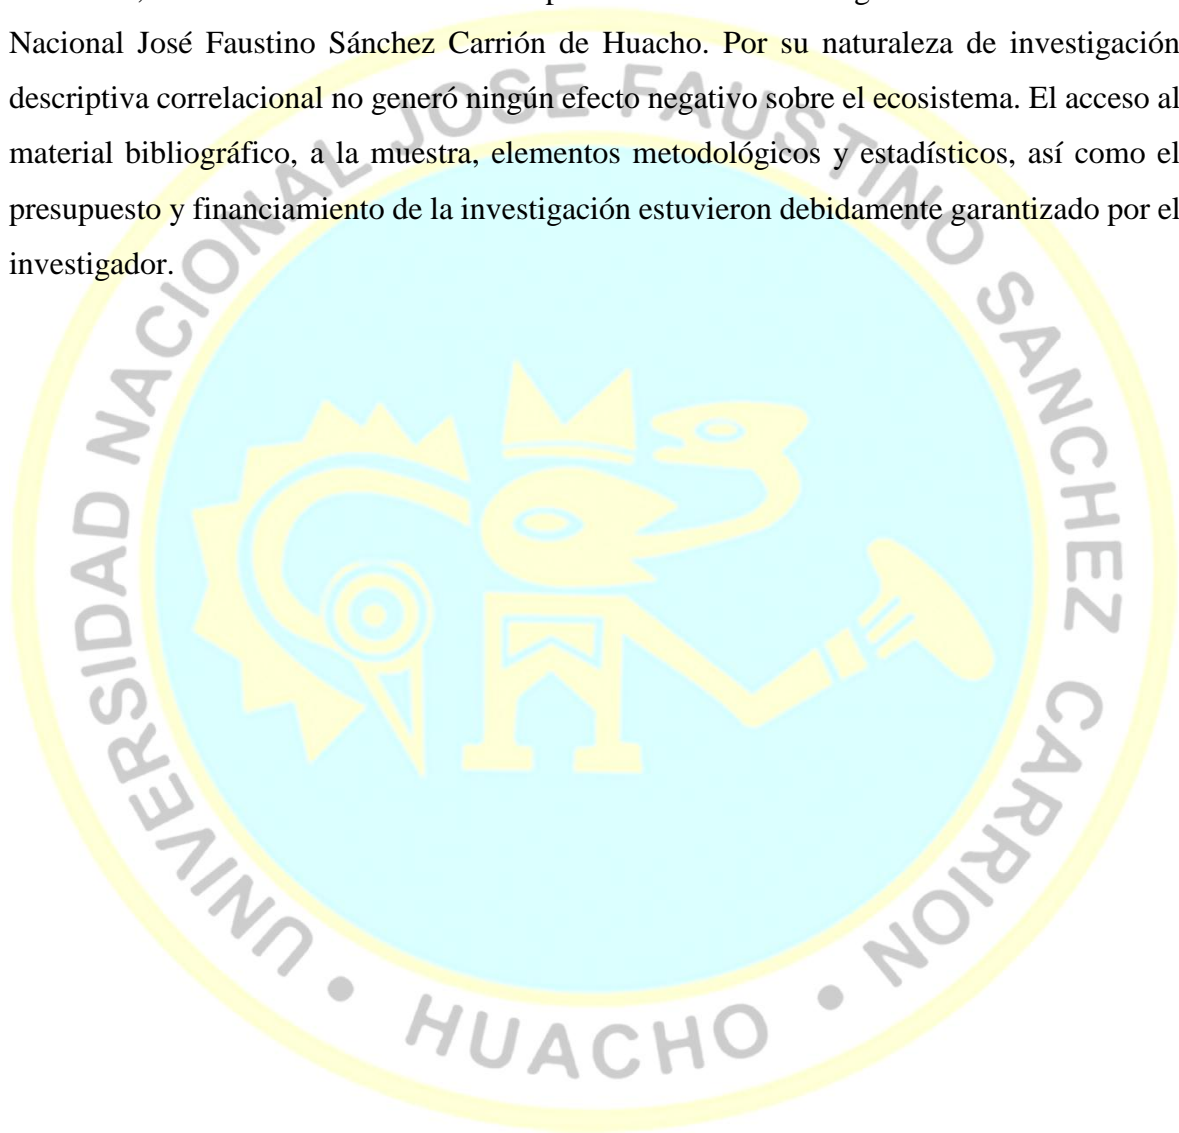 Nacional José Faustino Sánchez Carrión de Huacho. Por su naturaleza de investigación
descriptiva correlacional no generó ningún efecto negativo sobre el ecosistema. El acceso al
material bibliográfico, a la muestra, elementos metodológicos y estadísticos, así como el
presupuesto y financiamiento de la investigación estuvieron debidamente garantizado por el
investigador.
UNIVERSIDAD NACIONAL JOSE FAUSTINO SANCHEZ CARRION • HUACHO •